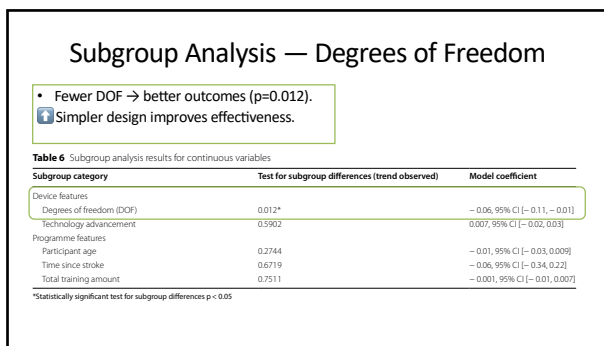 Subgroup Analysis — Degrees of Freedom
• Fewer DOF → better outcomes (p=0.012).
⬆️Simpler design improves effectiveness.
Table 6 Subgroup analysis results for continuous variables
Subgroup category Test for subgroup differences (trend observed) Model coefficient
Device features
Degrees of freedom (DOF) 0.012* − 0.06, 95% CI [− 0.11, − 0.01]
Technology advancement 0.5902 0.007, 95% CI [− 0.02, 0.03]
Programme features
Participant age 0.2744 − 0.01, 95% CI [− 0.03, 0.009]
Time since stroke 0.6719 − 0.06, 95% CI [− 0.34, 0.22]
Total training amount 0.7511 − 0.001, 95% CI [− 0.01, 0.007]
*Statistically significant test for subgroup differences p < 0.05